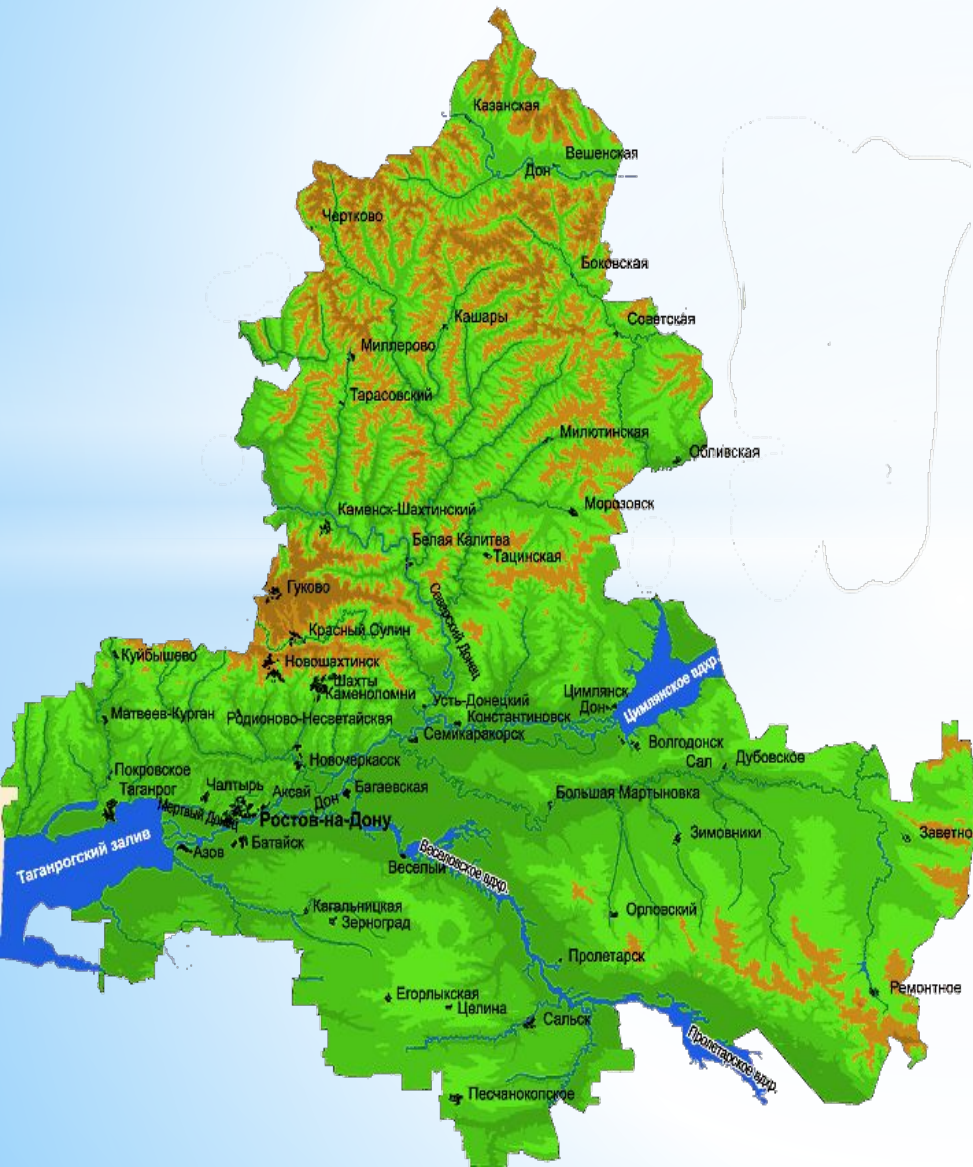 Казанская
Вешенская
Дон
Чертково
Боковская
Кашары
Советская
Миллерово
Тарасовский
Милютинская
Обливская
Морозовск
Каменск-Шахтинский
Белая Калитва
Тацинская
Гуково
Северский Донец
Красный Сулин
Куйбышево
Новошахтинск
Шахты
Каменоломни
Цимлянское вдхр.
Усть-Донецкий
Цимлянск
Дон
Матвеев-Курган
Родионово-Несветайская
Константиновск
Семикаракорск
Волгодонск
Сал
Дубовское
Новочеркасск
Покровское
Таганрог
Чалтырь
Аксай
Дон
Багаевская
Большая Мартыновка
Мертвый Донец
Ростов-на-Дону
Зимовники
Заветно
Таганрогский залив
Азов
Батайск
Веселый
Веселовское вдхр.
Кагальницкая
Зерноград
Орловский
Пролетарск
Ремонтное
Егорлыкская
Целина
Сальск
Пролетарское вдхр.
Песчанокопское